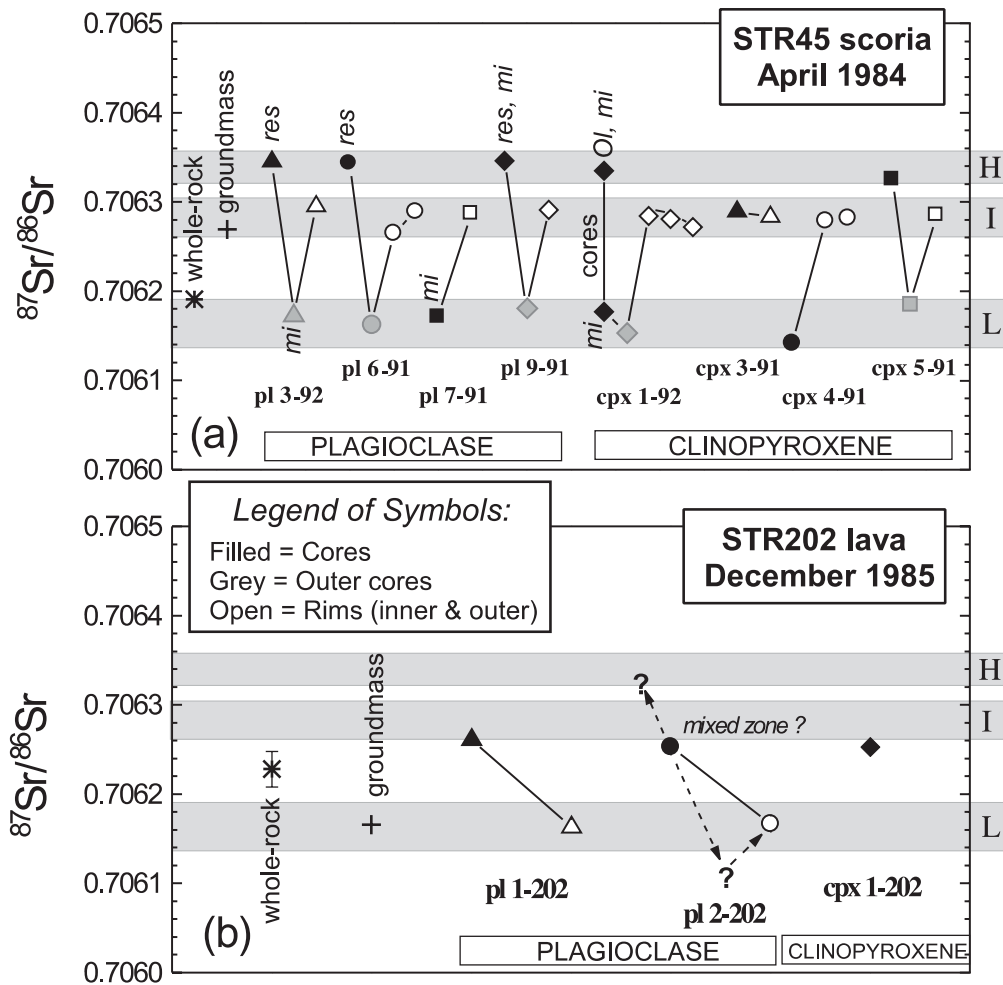 0.7065
0.7064
0.7063
0.7062
0.7061
0.7060
87Sr/86Sr
STR45 scoria
April 1984
whole-rock
groundmass
res
res
res, mi
Ol, mi
cores
mi
mi
mi
H
I
L
pl 3-92
pl 6-91
pl 7-91
pl 9-91
cpx 1-92
cpx 3-91
cpx 4-91
cpx 5-91
(a)
PLAGIOCLASE
CLINOPYROXENE
0.7065
0.7064
0.7063
0.7062
0.7061
0.7060
87Sr/86Sr
Legend of Symbols:
Filled = Cores
Grey = Outer cores
Open = Rims (inner & outer)
STR202 lava
December 1985
whole-rock
groundmass
?
mixed zone ?
?
H
I
L
pl 1-202
pl 2-202
cpx 1-202
(b)
PLAGIOCLASE
CLINOPYROXENE